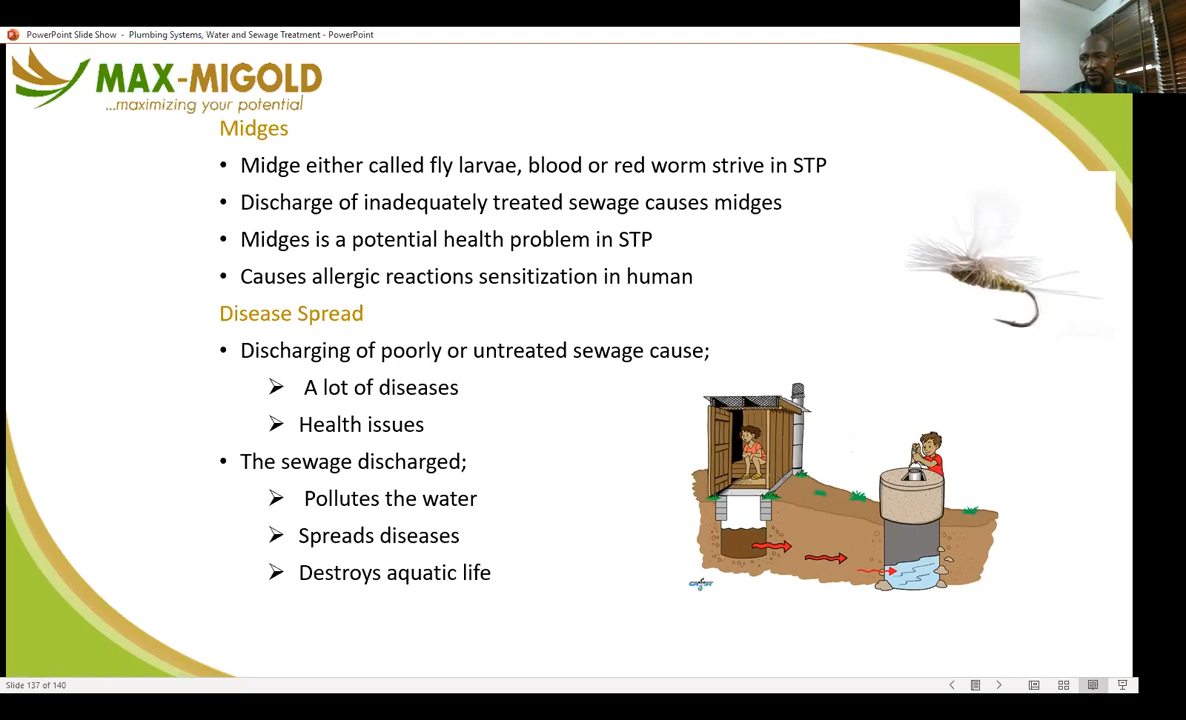 PowerPoint Slide Show - Plumbing Systems, Water and Sewage Treatment - PowerPoint
MAX-MIGOLD
...maximizing your potential
Midges
• Midge either called fly larvae, blood or red worm strive in STP
• Discharge of inadequately treated sewage causes midges
• Midges is a potential health problem in STP
• Causes allergic reactions sensitization in human
Disease Spread
• Discharging of poorly or untreated sewage cause;
➢ A lot of diseases
➢ Health issues
• The sewage discharged;
➢ Pollutes the water
➢ Spreads diseases
➢ Destroys aquatic life
Slide 137 of 140